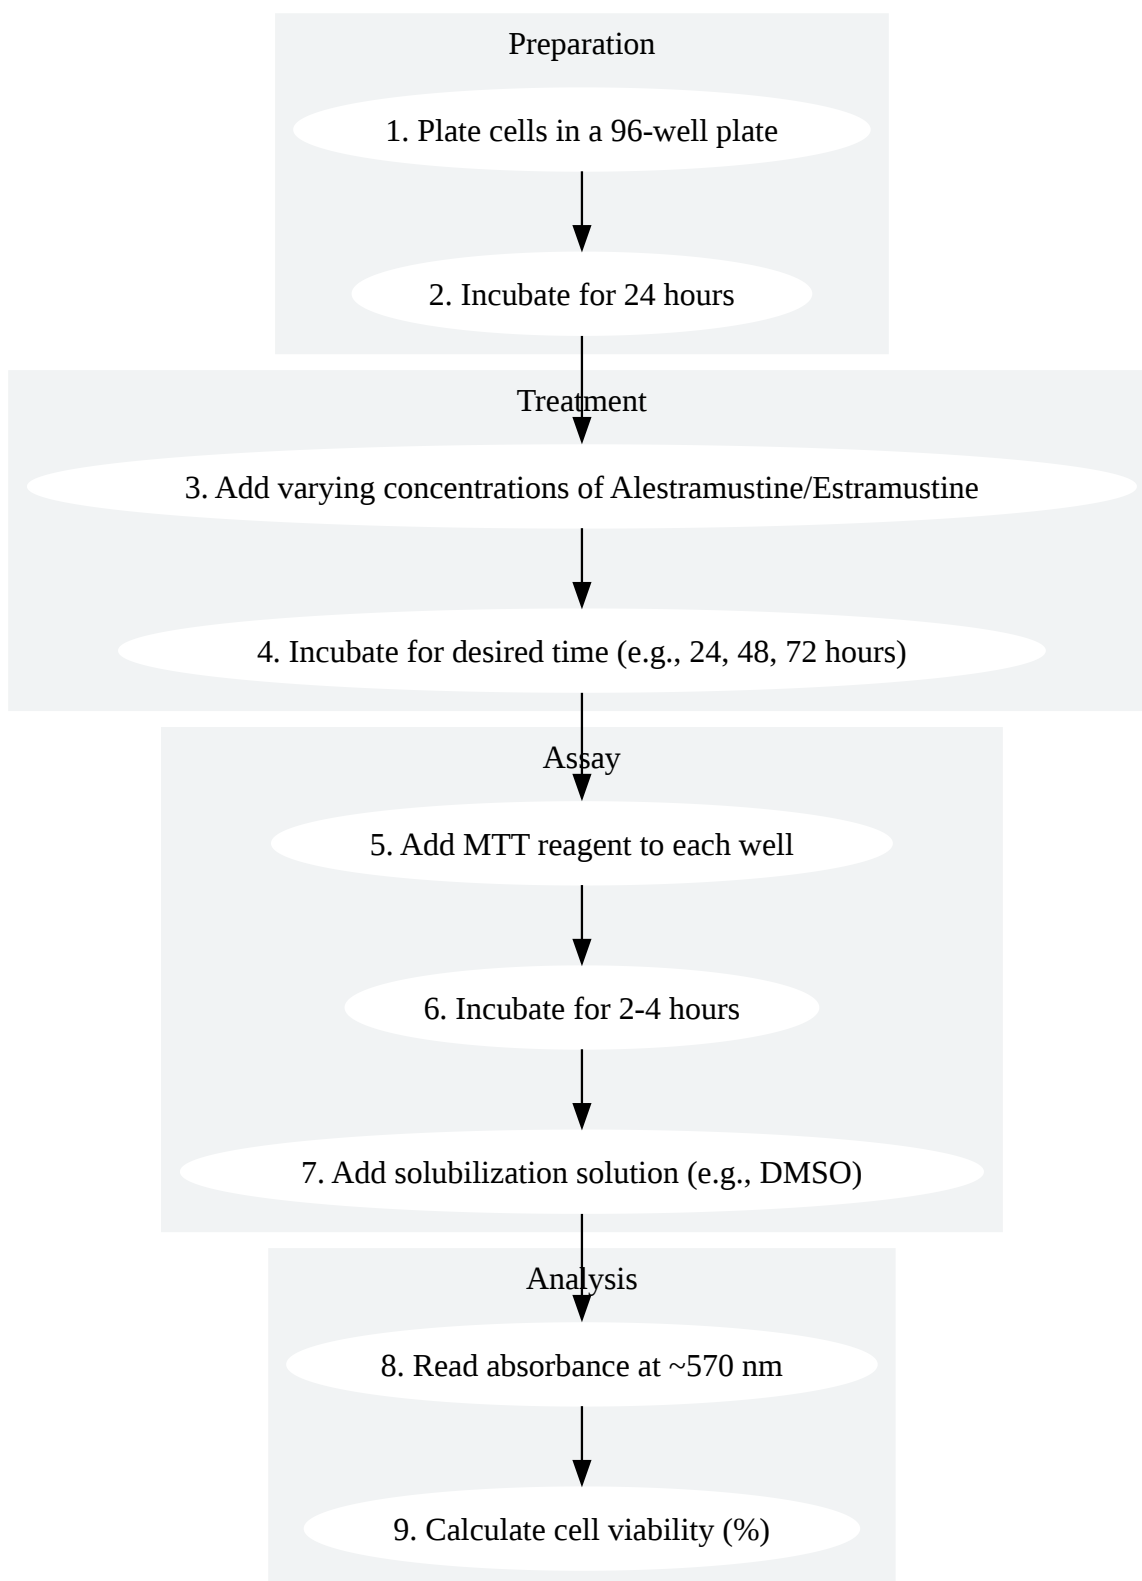 Preparation
1. Plate cells in a 96-well plate
2. Incubate for 24 hours
Treatment
3. Add varying concentrations of Alestramustine/Estramustine
4. Incubate for desired time (e.g., 24, 48, 72 hours)
Assay
5. Add MTT reagent to each well
6. Incubate for 2-4 hours
7. Add solubilization solution (e.g., DMSO)
Analysis
8. Read absorbance at ~570 nm
9. Calculate cell viability (%)